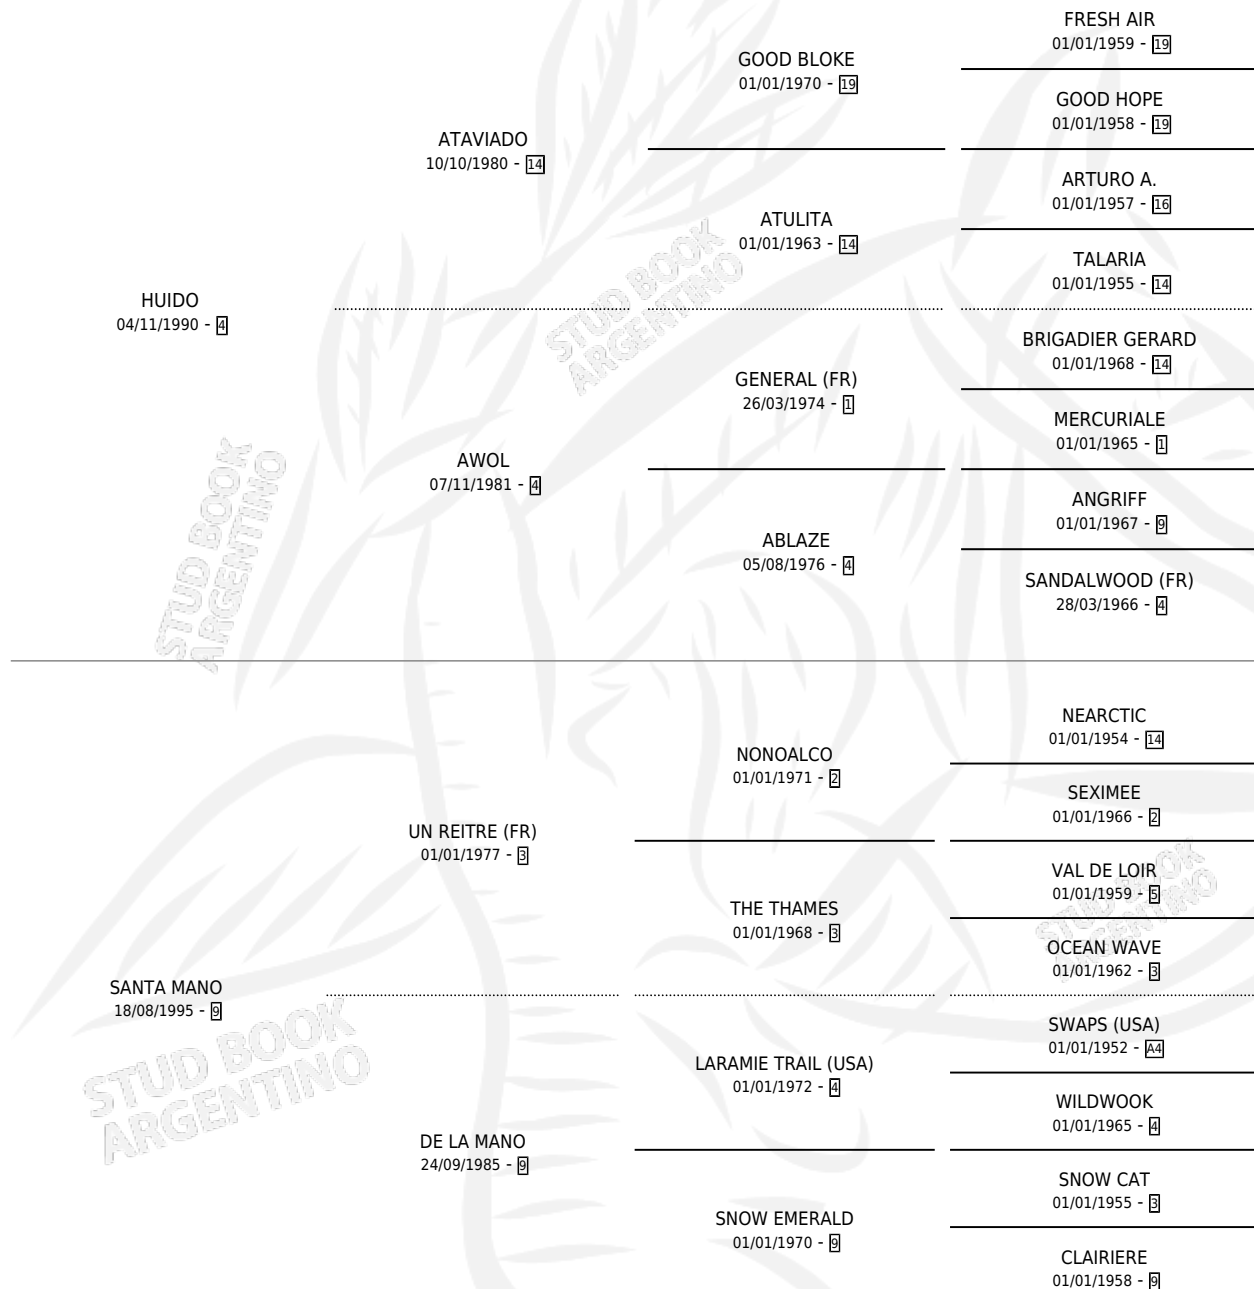 FRESH AIR
01/01/1959 - 19
GOOD BLOKE
01/01/1970 - 19
GOOD HOPE
01/01/1958 - 19
ATAVIADO
10/10/1980 - 14
ARTURO A.
01/01/1957 - 16
ATULITA
01/01/1963 - 14
TALARIA
01/01/1955 - 14
HUIDO
04/11/1990 - 4
BRIGADIER GERARD
01/01/1968 - 14
GENERAL (FR)
26/03/1974 - 1
MERCURIALE
01/01/1965 - 1
AWOL
07/11/1981 - 4
ANGRIFF
01/01/1967 - 9
ABLAZE
05/08/1976 - 4
SANDALWOOD (FR)
28/03/1966 - 4
NEARCTIC
01/01/1954 - 14
NONOALCO
01/01/1971 - 2
SEXIMEE
01/01/1966 - 2
UN REITRE (FR)
01/01/1977 - 3
VAL DE LOIR
01/01/1959 - 5
THE THAMES
01/01/1968 - 3
OCEAN WAVE
01/01/1962 - 3
SANTA MANO
18/08/1995 - 9
SWAPS (USA)
01/01/1952 - A4
LARAMIE TRAIL (USA)
01/01/1972 - 4
WILDWOOK
01/01/1965 - 4
DE LA MANO
24/09/1985 - 9
SNOW CAT
01/01/1955 - 3
SNOW EMERALD
01/01/1970 - 9
CLAIRIERE
01/01/1958 - 9
STUD BOOK
ARGENTINO
STUD BOOK
ARGENTINO
STUD BOOK
ARGENTINO
STUD BOOK
ARGENTINO